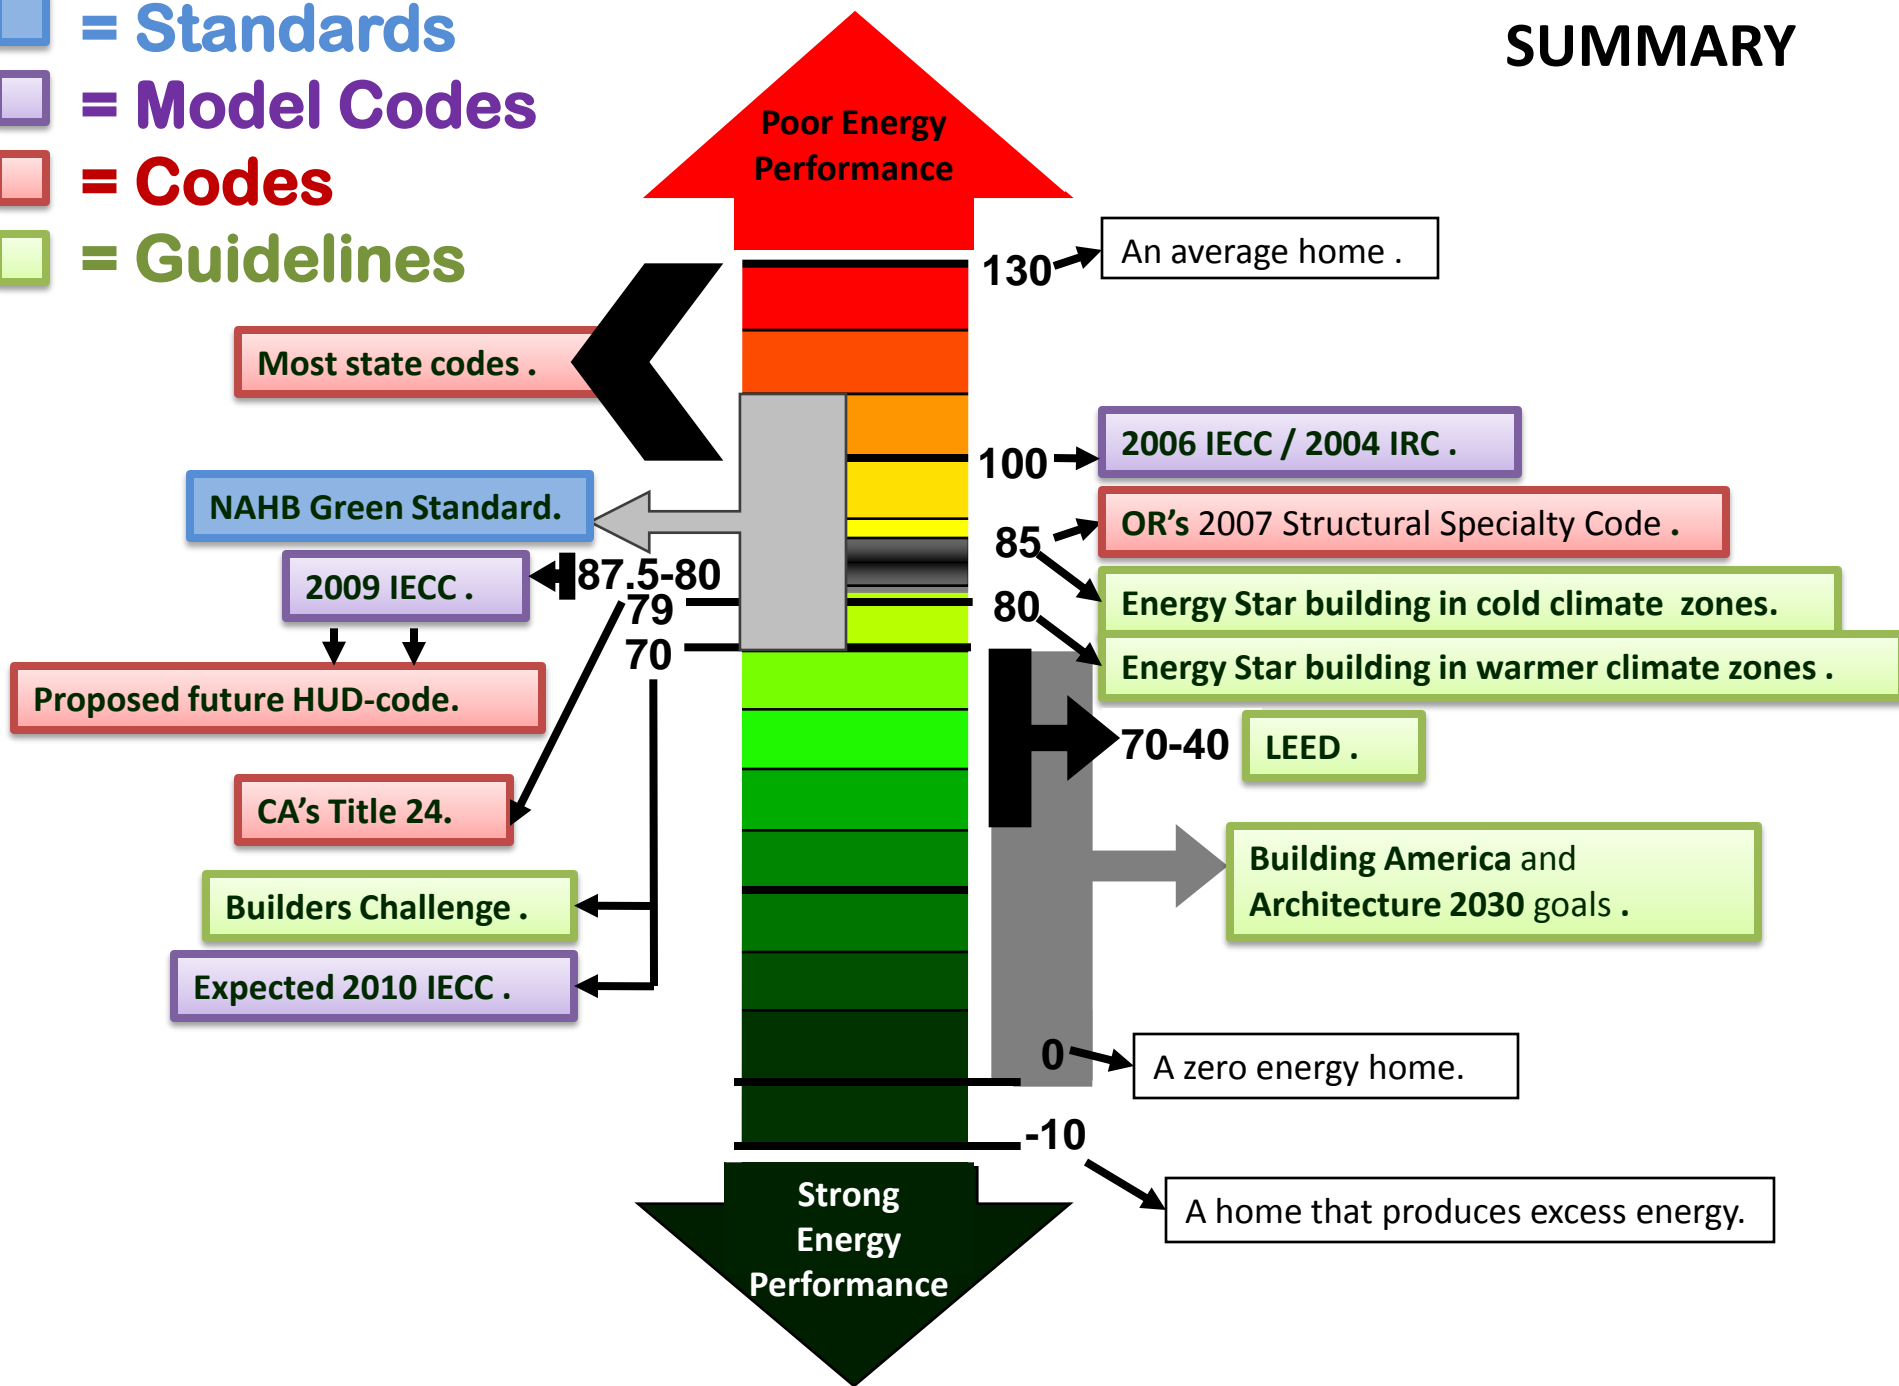 = Standards
= Model Codes
= Codes
= Guidelines
SUMMARY
Poor Energy
Performance
130
An average home .
Most state codes .
100
2006 IECC / 2004 IRC .
NAHB Green Standard.
OR's 2007 Structural Specialty Code .
85
87.5-80
2009 IECC .
Energy Star building in cold climate zones.
79
80
70
Energy Star building in warmer climate zones .
Proposed future HUD-code.
70-40
LEED .
CA's Title 24.
Building America and
Architecture 2030 goals .
Builders Challenge .
Expected 2010 IECC .
0
A zero energy home.
-10
Strong
Energy
Performance
A home that produces excess energy.